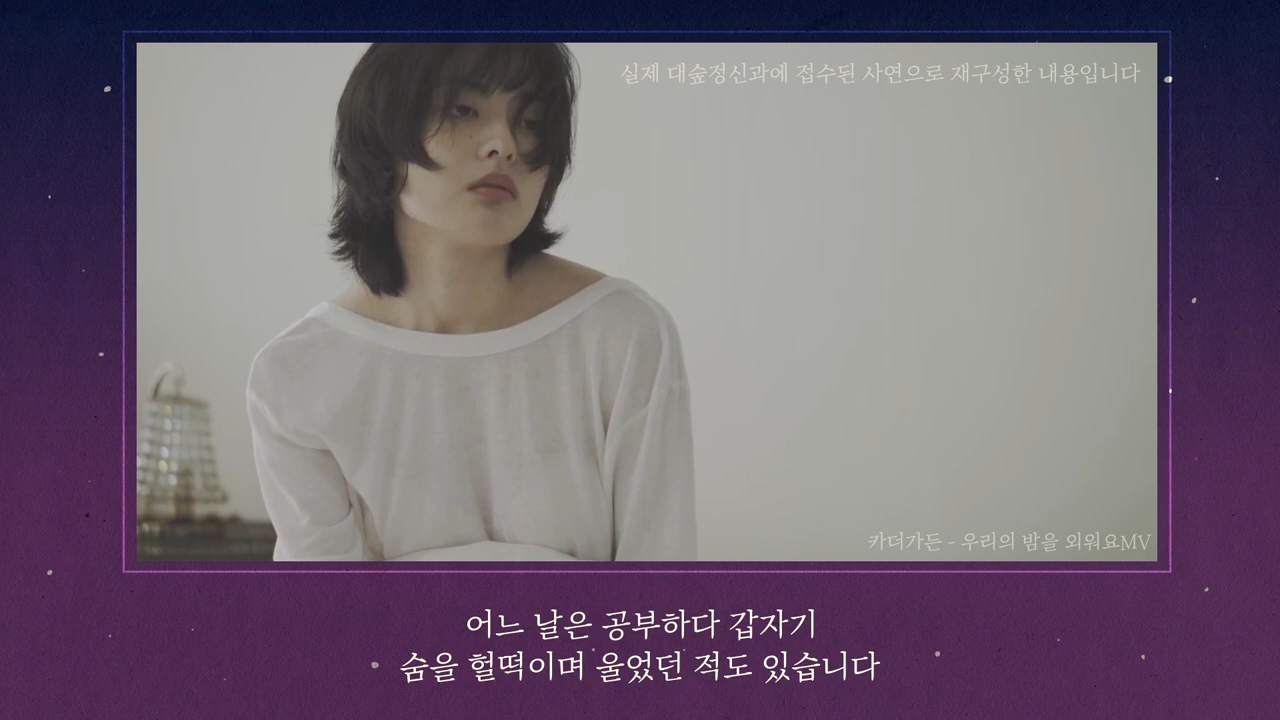 실제 대숲정신과에 접수된 사연으로 재구성한 내용입니다
카더가든 - 우리의 밤을 외워요MV
어느 날은 공부하다 갑자기
숨을 헐떡이며 울었던 적도 있습니다